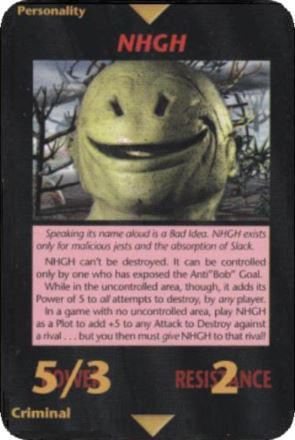 Personality
NHGH
Speaking its name aloud is a Bad Idea. NHGH exists
only for malicious jests and the absorption of Slack.
NHGH can't be destroyed. It can be controlled
only by one who has exposed the Anti"Bob" Goal.
While in the uncontrolled area, though, it adds its
Power of 5 to all attempts to destroy, by any player.
In a game with no uncontrolled area, play NHGH
as a Plot to add +5 to any Attack to Destroy against
a rival . . . but you then must give NHGH to that rival!
POWER RESISTANCE
5/3 2
Criminal